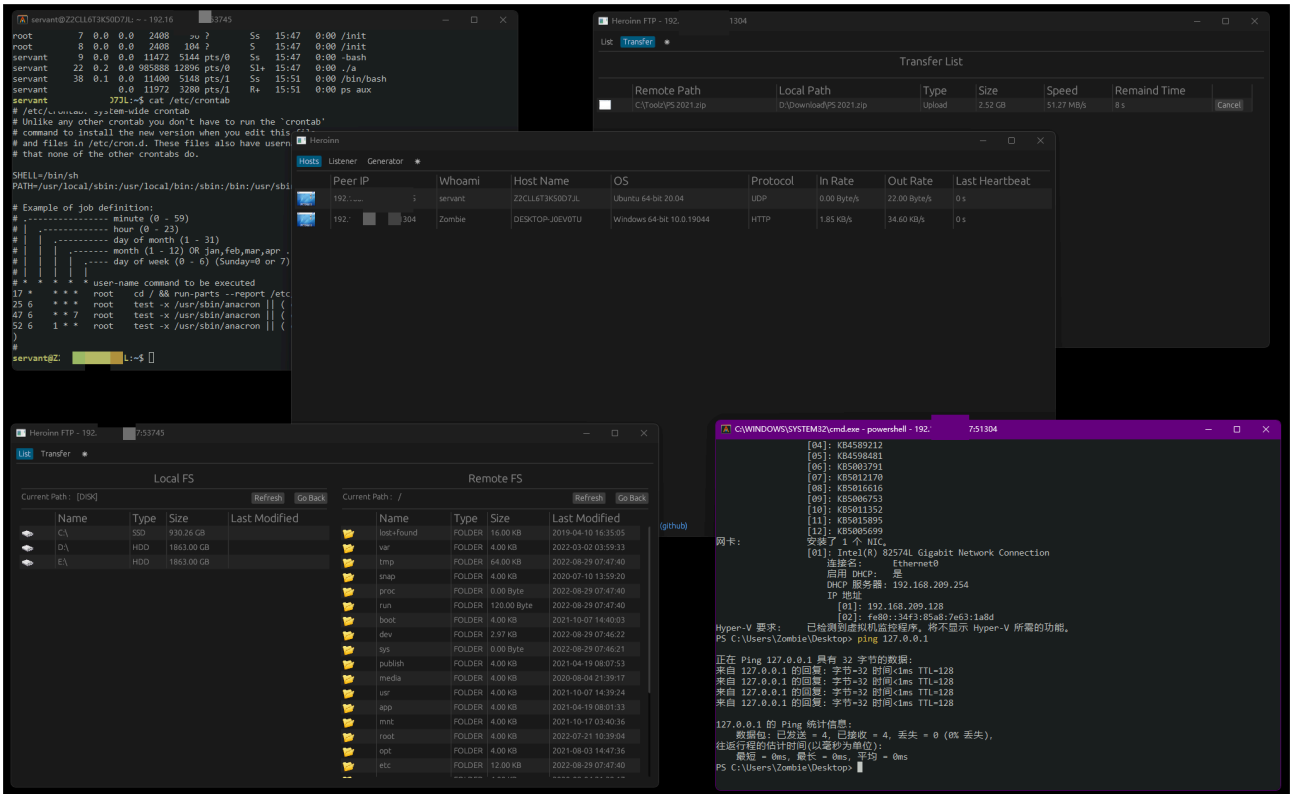 servant@Z2CLL6T3K50D7JL: ~ - 192.16 53745
root 7 0.0 0.0 2408 ? Ss 15:47 0:00 /init
root 8 0.0 0.0 2408 104 ? S 15:47 0:00 /init
servant 9 0.0 0.0 11472 5144 pts/0 Ss 15:47 0:00 -bash
servant 22 0.2 0.0 985888 12896 pts/0 Sl+ 15:47 0:00 ./a
servant 38 0.1 0.0 11400 5148 pts/1 Ss 15:51 0:00 /bin/bash
servant 0.0 11972 3280 pts/1 R+ 15:51 0:00 ps aux
servant 7JL:~$ cat /etc/crontab
# /etc/crontab: system-wide crontab
# Unlike any other crontab you don't have to run the `crontab'
# command to install the new version when you edit this file
# and files in /etc/cron.d. These files also have usern
# that none of the other crontabs do.
SHELL=/bin/sh
PATH=/usr/local/sbin:/usr/local/bin:/sbin:/bin:/usr/sbi
# Example of job definition:
# .---------------- minute (0 - 59)
# | .------------- hour (0 - 23)
# | | .---------- day of month (1 - 31)
# | | | .------- month (1 - 12) OR jan,feb,mar,apr .
# | | | | .---- day of week (0 - 6) (Sunday=0 or 7)
# | | | | |
# * * * * * user-name command to be executed
17 * * * * root cd / && run-parts --report /etc
25 6 * * * root test -x /usr/sbin/anacron || (
47 6 * * 7 root test -x /usr/sbin/anacron || (
52 6 1 * * root test -x /usr/sbin/anacron || (
)
#
servant@Z2 L:~$
Heroinn FTP - 192. 1304
List Transfer
Transfer List
Remote Path Local Path Type Size Speed Remaind Time
C:\Toolz\PS 2021.zip D:\Download\PS 2021.zip Upload 2.52 GB 51.27 MB/s 8 s Cancel
Heroinn
Hosts Listener Generator
Peer IP Whoami Host Name OS Protocol In Rate Out Rate Last Heartbeat
192. servant Z2CLL6T3K50D7JL Ubuntu 64-bit 20.04 UDP 0.00 Byte/s 22.00 Byte/s 0 s
192. 304 Zombie DESKTOP-J0EV0TU Windows 64-bit 10.0.19044 HTTP 1.85 KB/s 34.60 KB/s 0 s
(github)
Heroinn FTP - 192. 7:53745
List Transfer
Local FS
Current Path : [DISK] Refresh Go Back
Name Type Size Last Modified
C:\ SSD 930.26 GB
D:\ HDD 1863.00 GB
E:\ HDD 1863.00 GB
Remote FS
Current Path : / Refresh Go Back
Name Type Size Last Modified
lost+found FOLDER 16.00 KB 2019-04-10 16:35:05
var FOLDER 4.00 KB 2022-03-02 03:59:33
tmp FOLDER 64.00 KB 2022-08-29 07:47:40
snap FOLDER 4.00 KB 2020-07-10 13:59:20
proc FOLDER 0.00 Byte 2022-08-29 07:47:40
run FOLDER 120.00 Byte 2022-08-29 07:47:40
boot FOLDER 4.00 KB 2021-10-07 14:40:03
dev FOLDER 2.97 KB 2022-08-29 07:46:22
sys FOLDER 0.00 Byte 2022-08-29 07:46:21
publish FOLDER 4.00 KB 2021-04-19 08:07:53
media FOLDER 4.00 KB 2020-08-04 21:39:17
usr FOLDER 4.00 KB 2021-10-07 14:39:24
app FOLDER 4.00 KB 2021-04-19 08:01:33
mnt FOLDER 4.00 KB 2021-10-17 03:40:36
root FOLDER 4.00 KB 2022-07-21 10:39:04
opt FOLDER 4.00 KB 2021-08-03 14:47:36
etc FOLDER 12.00 KB 2022-08-29 07:47:40
C:\WINDOWS\SYSTEM32\cmd.exe - powershell - 192. 7:51304
[04]: KB4589212
[05]: KB4598481
[06]: KB5003791
[07]: KB5012170
[08]: KB5016616
[09]: KB5006753
[10]: KB5011352
[11]: KB5015895
[12]: KB5005699
网卡: 安装了 1 个 NIC。
[01]: Intel(R) 82574L Gigabit Network Connection
连接名: Ethernet0
启用 DHCP: 是
DHCP 服务器: 192.168.209.254
IP 地址
[01]: 192.168.209.128
[02]: fe80::34f3:85a8:7e63:1a8d
Hyper-V 要求: 已检测到虚拟机监控程序。将不显示 Hyper-V 所需的功能。
PS C:\Users\Zombie\Desktop> ping 127.0.0.1
正在 Ping 127.0.0.1 具有 32 字节的数据:
来自 127.0.0.1 的回复: 字节=32 时间<1ms TTL=128
来自 127.0.0.1 的回复: 字节=32 时间<1ms TTL=128
来自 127.0.0.1 的回复: 字节=32 时间<1ms TTL=128
来自 127.0.0.1 的回复: 字节=32 时间<1ms TTL=128
127.0.0.1 的 Ping 统计信息:
数据包: 已发送 = 4, 已接收 = 4, 丢失 = 0 (0% 丢失),
往返行程的估计时间(以毫秒为单位):
最短 = 0ms, 最长 = 0ms, 平均 = 0ms
PS C:\Users\Zombie\Desktop>